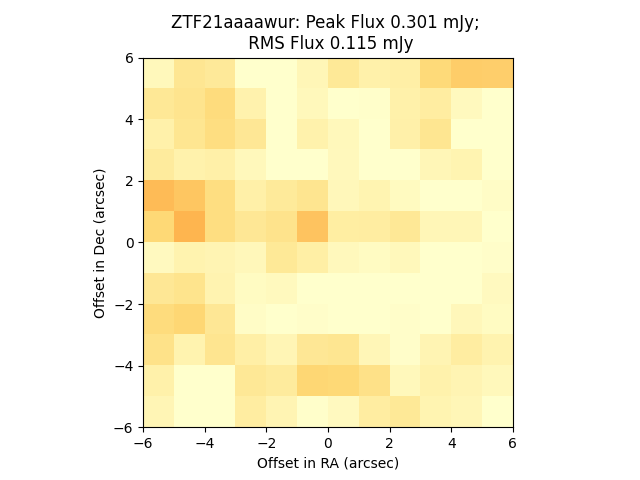 ZTF21aaaawur: Peak Flux 0.301 mJy;
RMS Flux 0.115 mJy
6
4
2
0
−2
−4
−6
Offset in Dec (arcsec)
−6 −4 −2 0 2 4 6
Offset in RA (arcsec)